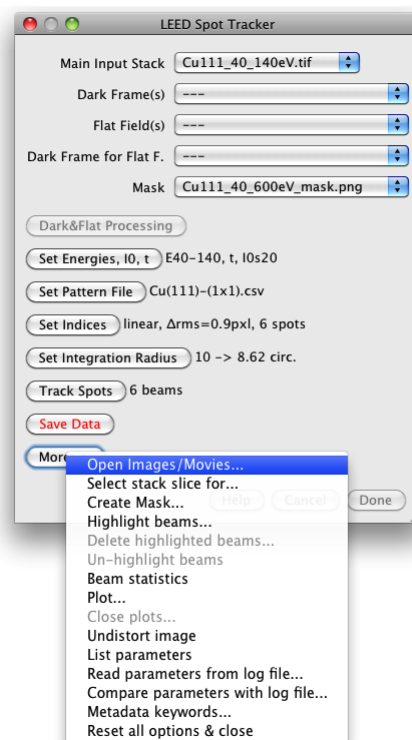 LEED Spot Tracker
Main Input Stack Cu111_40_140eV.tif
Dark Frame(s) ---
Flat Field(s) ---
Dark Frame for Flat F. ---
Mask Cu111_40_600eV_mask.png
Dark&Flat Processing
Set Energies, I0, t E40-140, t, I0s20
Set Pattern File Cu(111)-(1x1).csv
Set Indices linear, Δrms=0.9pxl, 6 spots
Set Integration Radius 10 -> 8.62 circ.
Track Spots 6 beams
Save Data
Open Images/Movies...
Select stack slice for...
Create Mask...
Help Cancel Done
Highlight beams...
Delete highlighted beams...
Un-highlight beams
Beam statistics
Plot...
Close plots...
Undistort image
List parameters
Read parameters from log file...
Compare parameters with log file...
Metadata keywords...
Reset all options & close